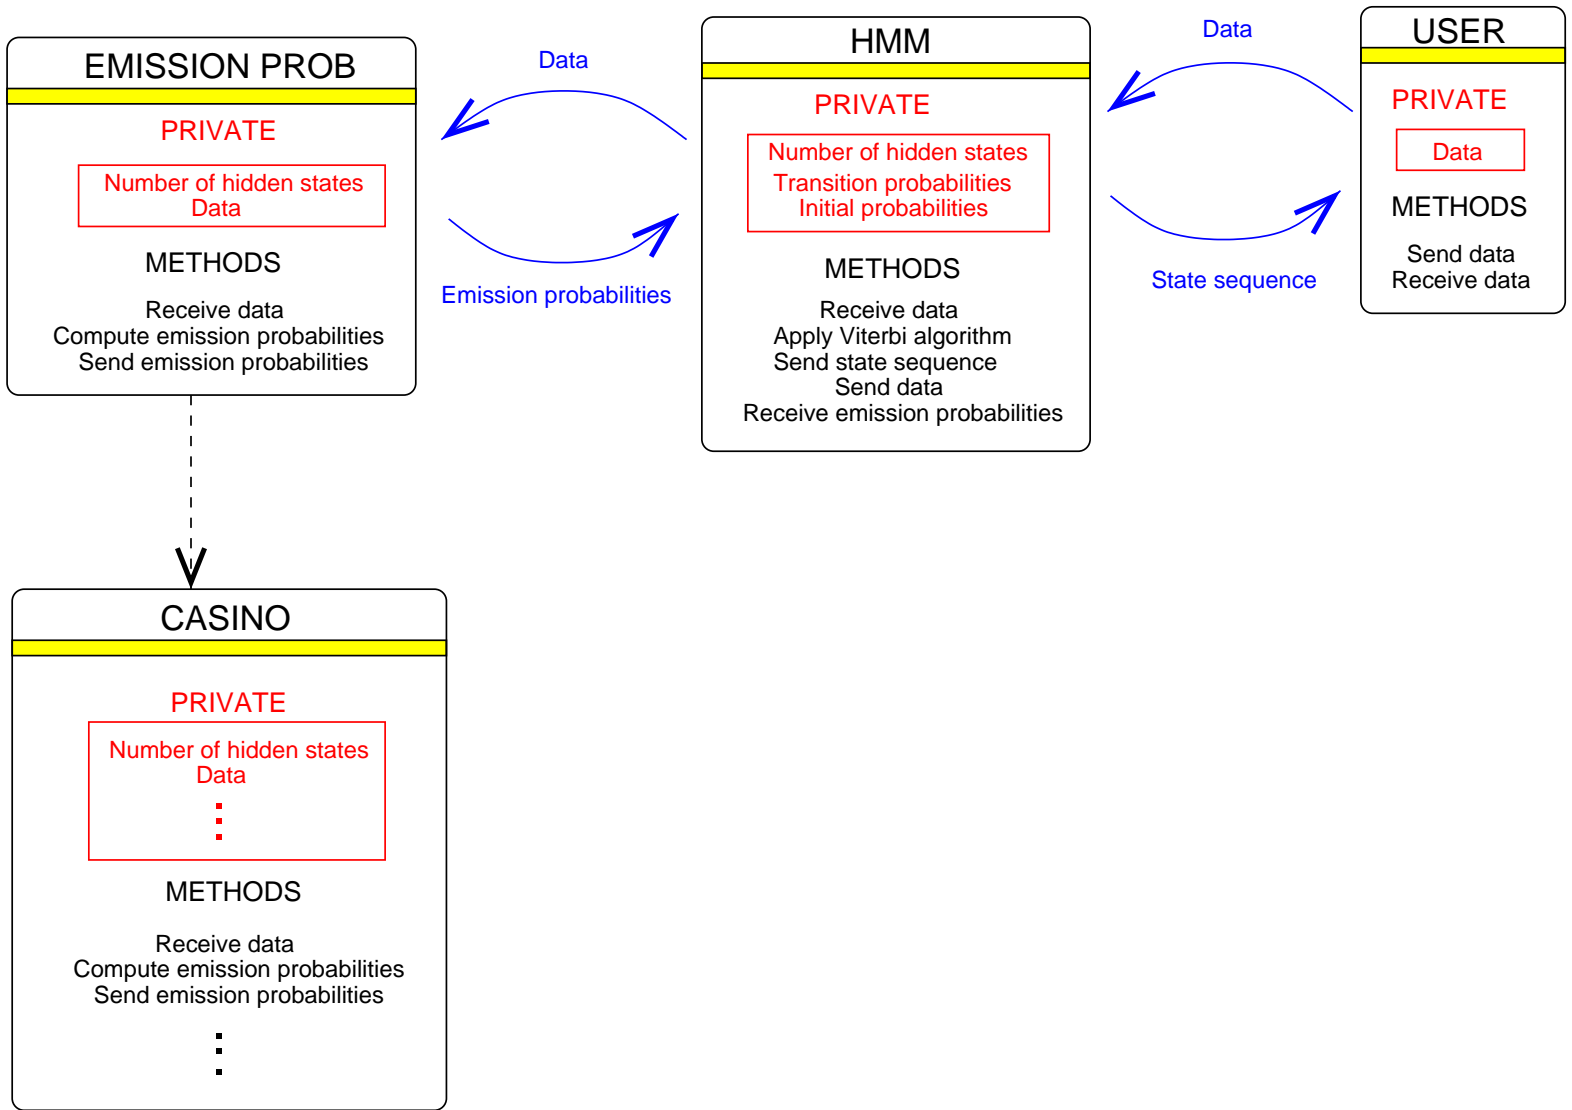 EMISSION PROB
PRIVATE
Number of hidden states
Data
METHODS
Receive data
Compute emission probabilities
Send emission probabilities
Data
Emission probabilities
HMM
PRIVATE
Number of hidden states
Transition probabilities
Initial probabilities
METHODS
Receive data
Apply Viterbi algorithm
Send state sequence
Send data
Receive emission probabilities
Data
State sequence
USER
PRIVATE
Data
METHODS
Send data
Receive data
CASINO
PRIVATE
Number of hidden states
Data
METHODS
Receive data
Compute emission probabilities
Send emission probabilities